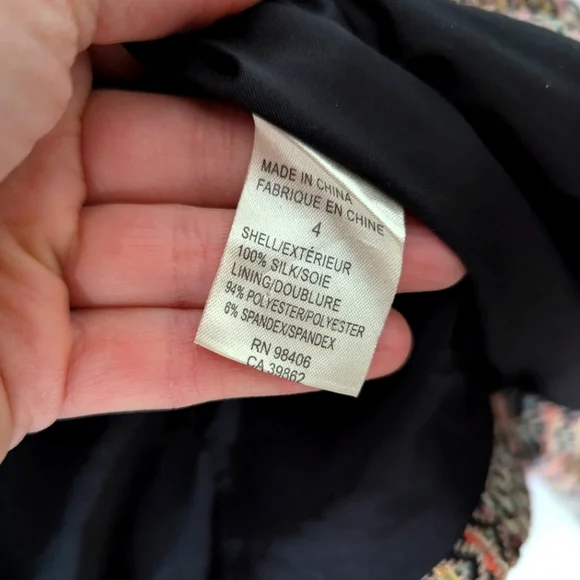 MADE IN CHINA
FABRIQUE EN CHINE
4
SHELL/EXTÉRIEUR
100% SILK/SOIE
LINING/DOUBLURE
94% POLYESTER/POLYESTER
6% SPANDEX/SPANDEX
RN 98406
CA 39862